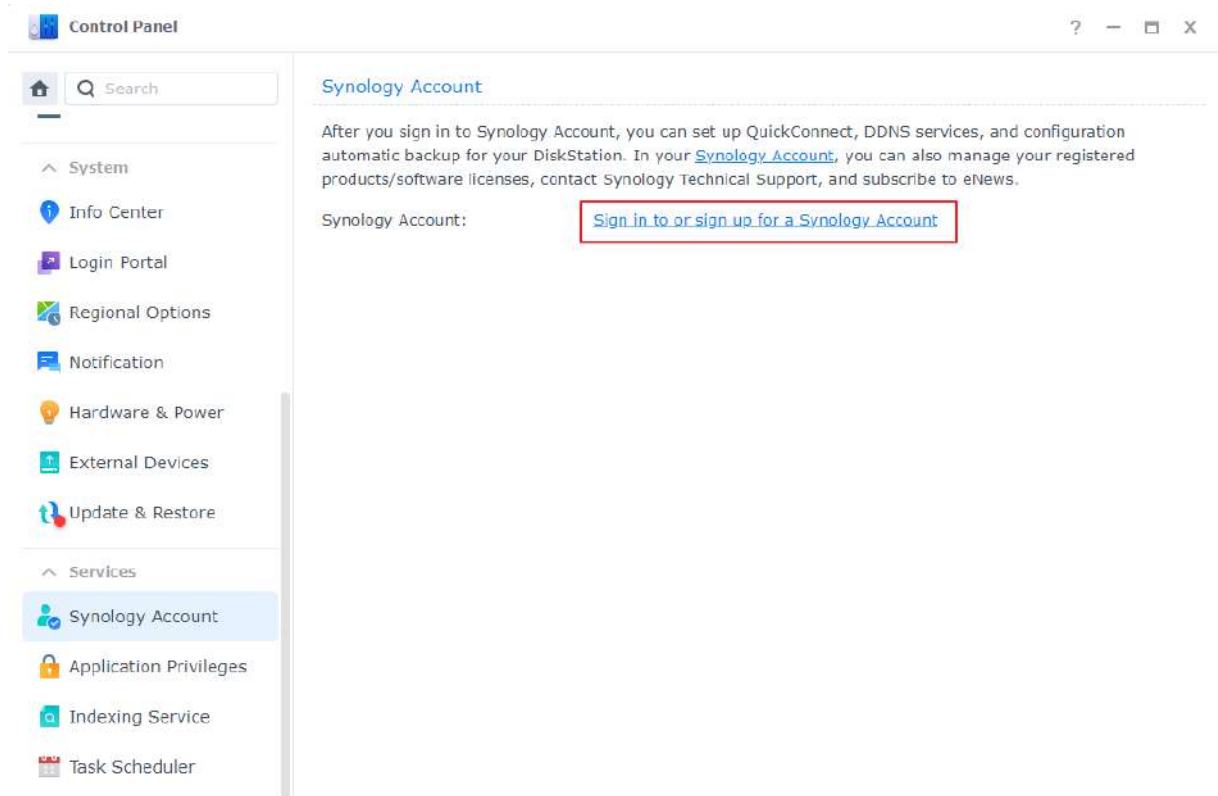 Control Panel
Search
System
Info Center
Login Portal
Regional Options
Notification
Hardware & Power
External Devices
Update & Restore
Services
Synology Account
Application Privileges
Indexing Service
Task Scheduler
Synology Account
After you sign in to Synology Account, you can set up QuickConnect, DDNS services, and configuration
automatic backup for your DiskStation. In your Synology Account, you can also manage your registered
products/software licenses, contact Synology Technical Support, and subscribe to eNews.
Synology Account:
Sign in to or sign up for a Synology Account